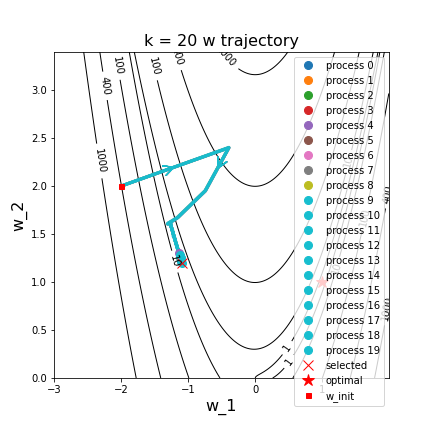 k = 20 w trajectory
100
100
400
1000
10
1
1
process 0
process 1
process 2
process 3
process 4
process 5
process 6
process 7
process 8
process 9
process 10
process 11
process 12
process 13
process 14
process 15
process 16
process 17
process 18
process 19
selected
optimal
w_init
3.0
2.5
2.0
1.5
1.0
0.5
0.0
w_2
−3
−2
−1
0
w_1